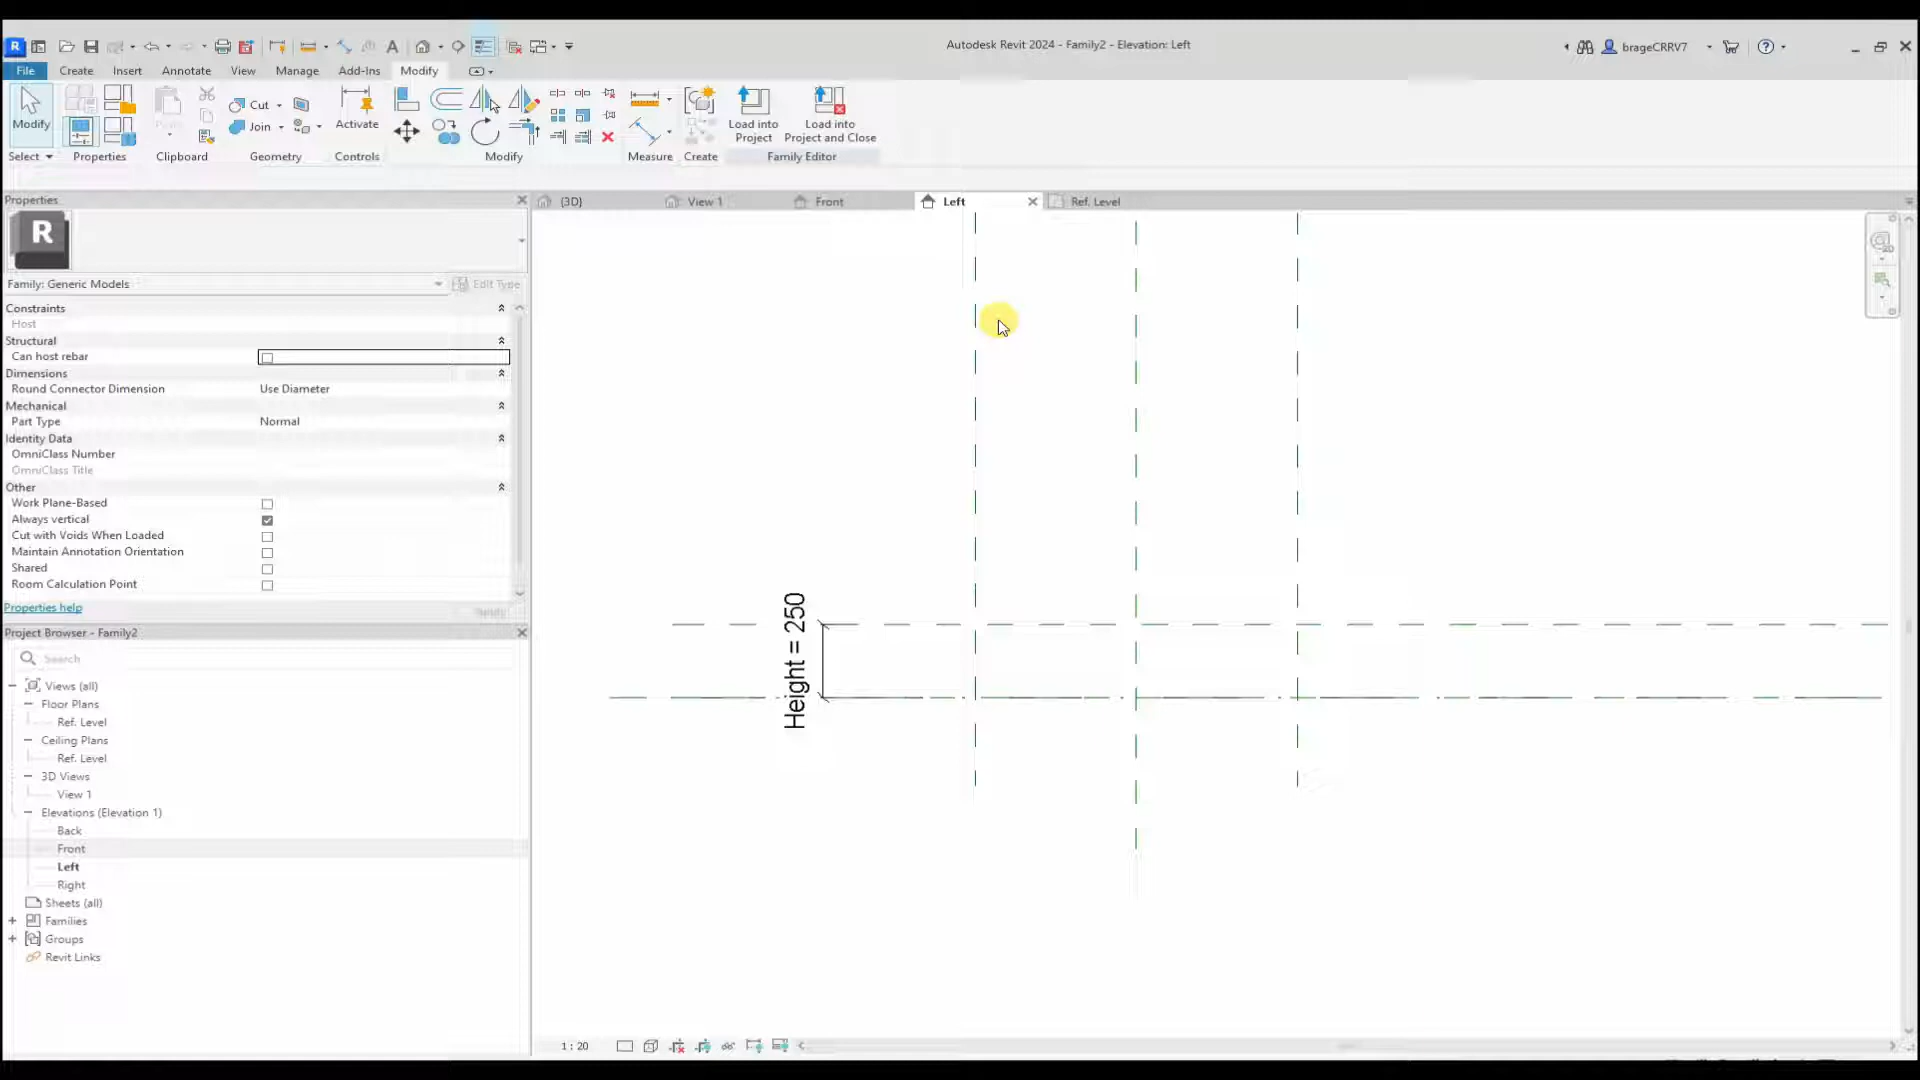 Autodesk Revit 2024 - Family2 - Elevation: Left
brageCRRV7
File Create Insert Annotate View Manage Add-Ins Modify
Modify
Cut
Join
Activate
Load into Project
Load into Project and Close
Select Properties Clipboard Geometry Controls Modify Measure Create Family Editor
Properties
{3D} View 1 Front Left Ref. Level
R
Family: Generic Models Edit Type
Constraints
Host
Structural
Can host rebar
Dimensions
Round Connector Dimension Use Diameter
Mechanical
Part Type Normal
Identity Data
OmniClass Number
OmniClass Title
Other
Work Plane-Based
Always vertical
Cut with Voids When Loaded
Maintain Annotation Orientation
Shared
Room Calculation Point
Properties help
Project Browser - Family2
Search
Views (all)
Floor Plans
Ref. Level
Ceiling Plans
Ref. Level
3D Views
View 1
Elevations (Elevation 1)
Back
Front
Left
Right
Sheets (all)
Families
Groups
Revit Links
Height = 250
1 : 20